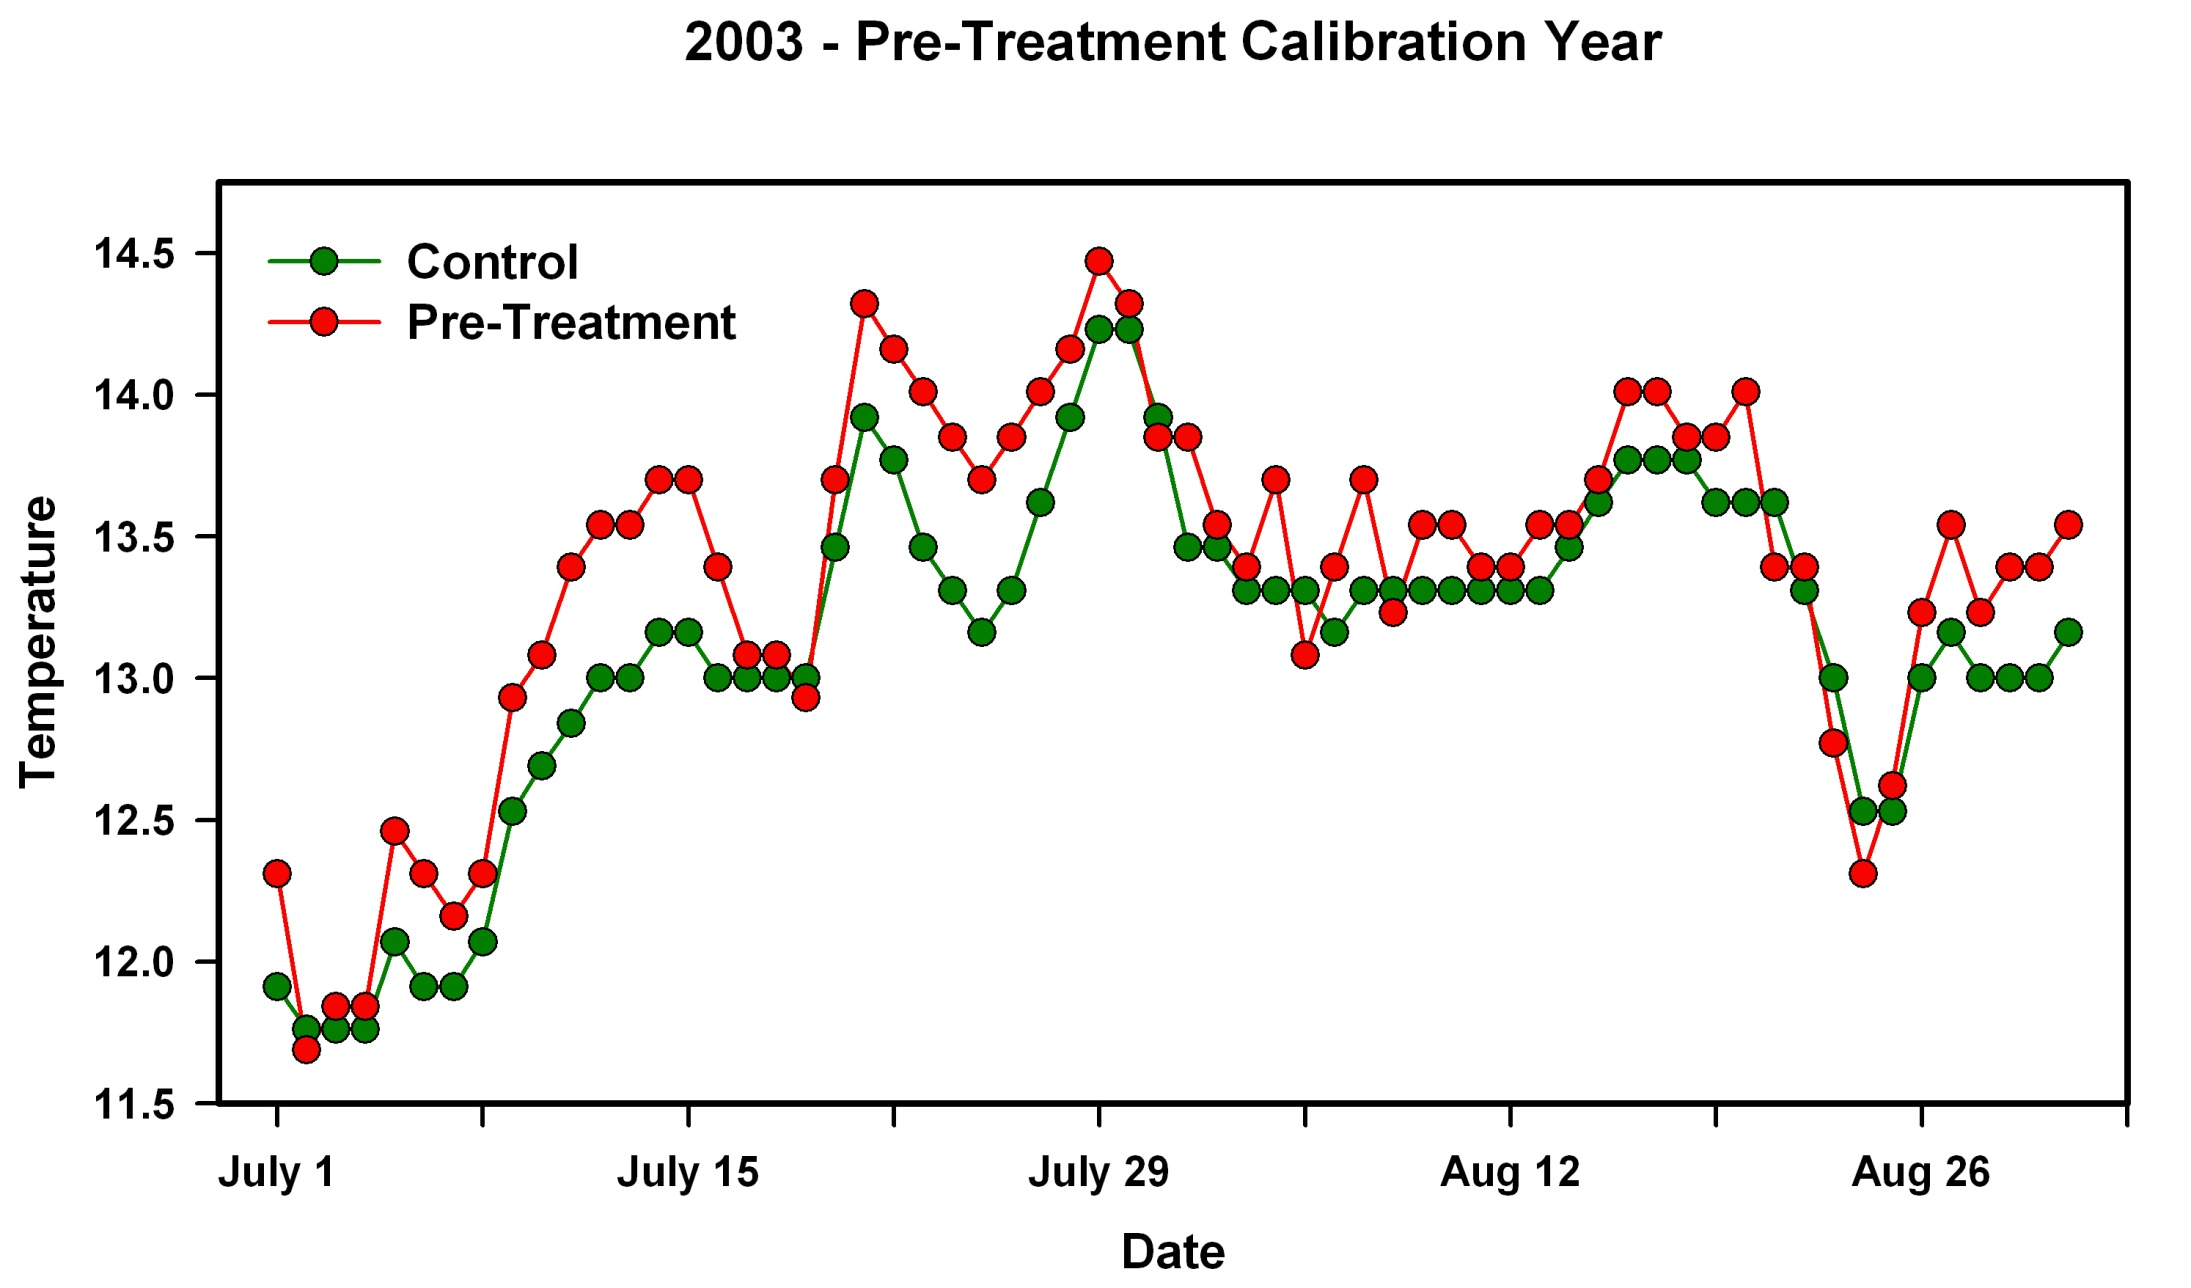 2003 - Pre-Treatment Calibration Year
Control
Pre-Treatment
14.5
14.0
13.5
13.0
12.5
12.0
11.5
Temperature
July 1
July 15
July 29
Aug 12
Aug 26
Date